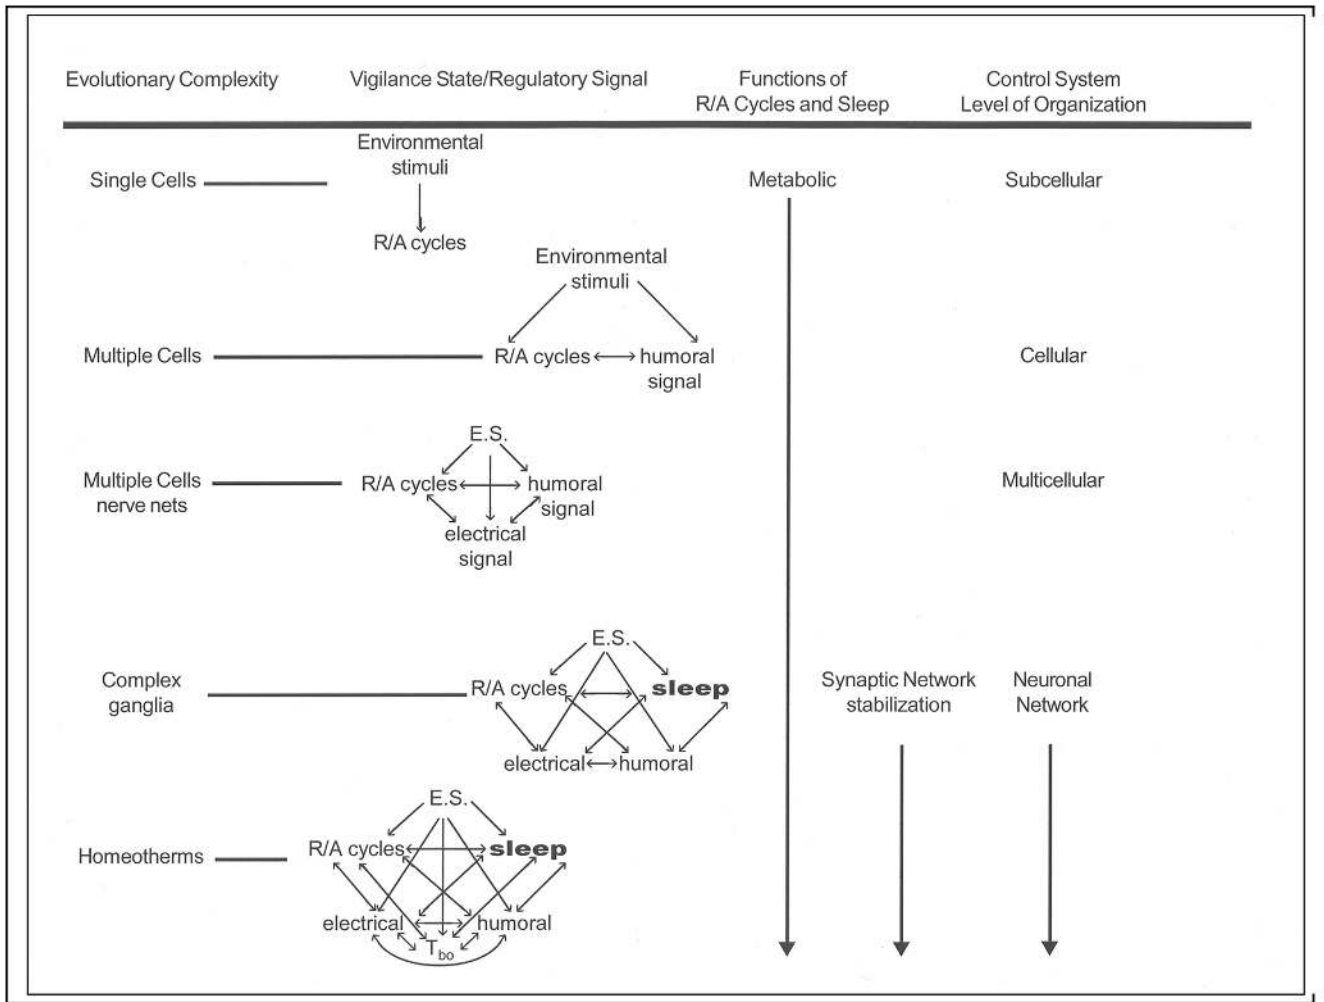 Evolutionary Complexity
Vigilance State/Regulatory Signal
Functions of
R/A Cycles and Sleep
Control System
Level of Organization
Single Cells
Environmental
stimuli
R/A cycles
Metabolic
Subcellular
Multiple Cells
Environmental
stimuli
R/A cycles
humoral
signal
Cellular
Multiple Cells
nerve nets
E.S.
R/A cycles
humoral
signal
electrical
signal
Multicellular
Complex
ganglia
E.S.
R/A cycles
sleep
electrical
humoral
Synaptic Network
stabilization
Neuronal
Network
Homeotherms
E.S.
R/A cycles
sleep
electrical
humoral
Tbo